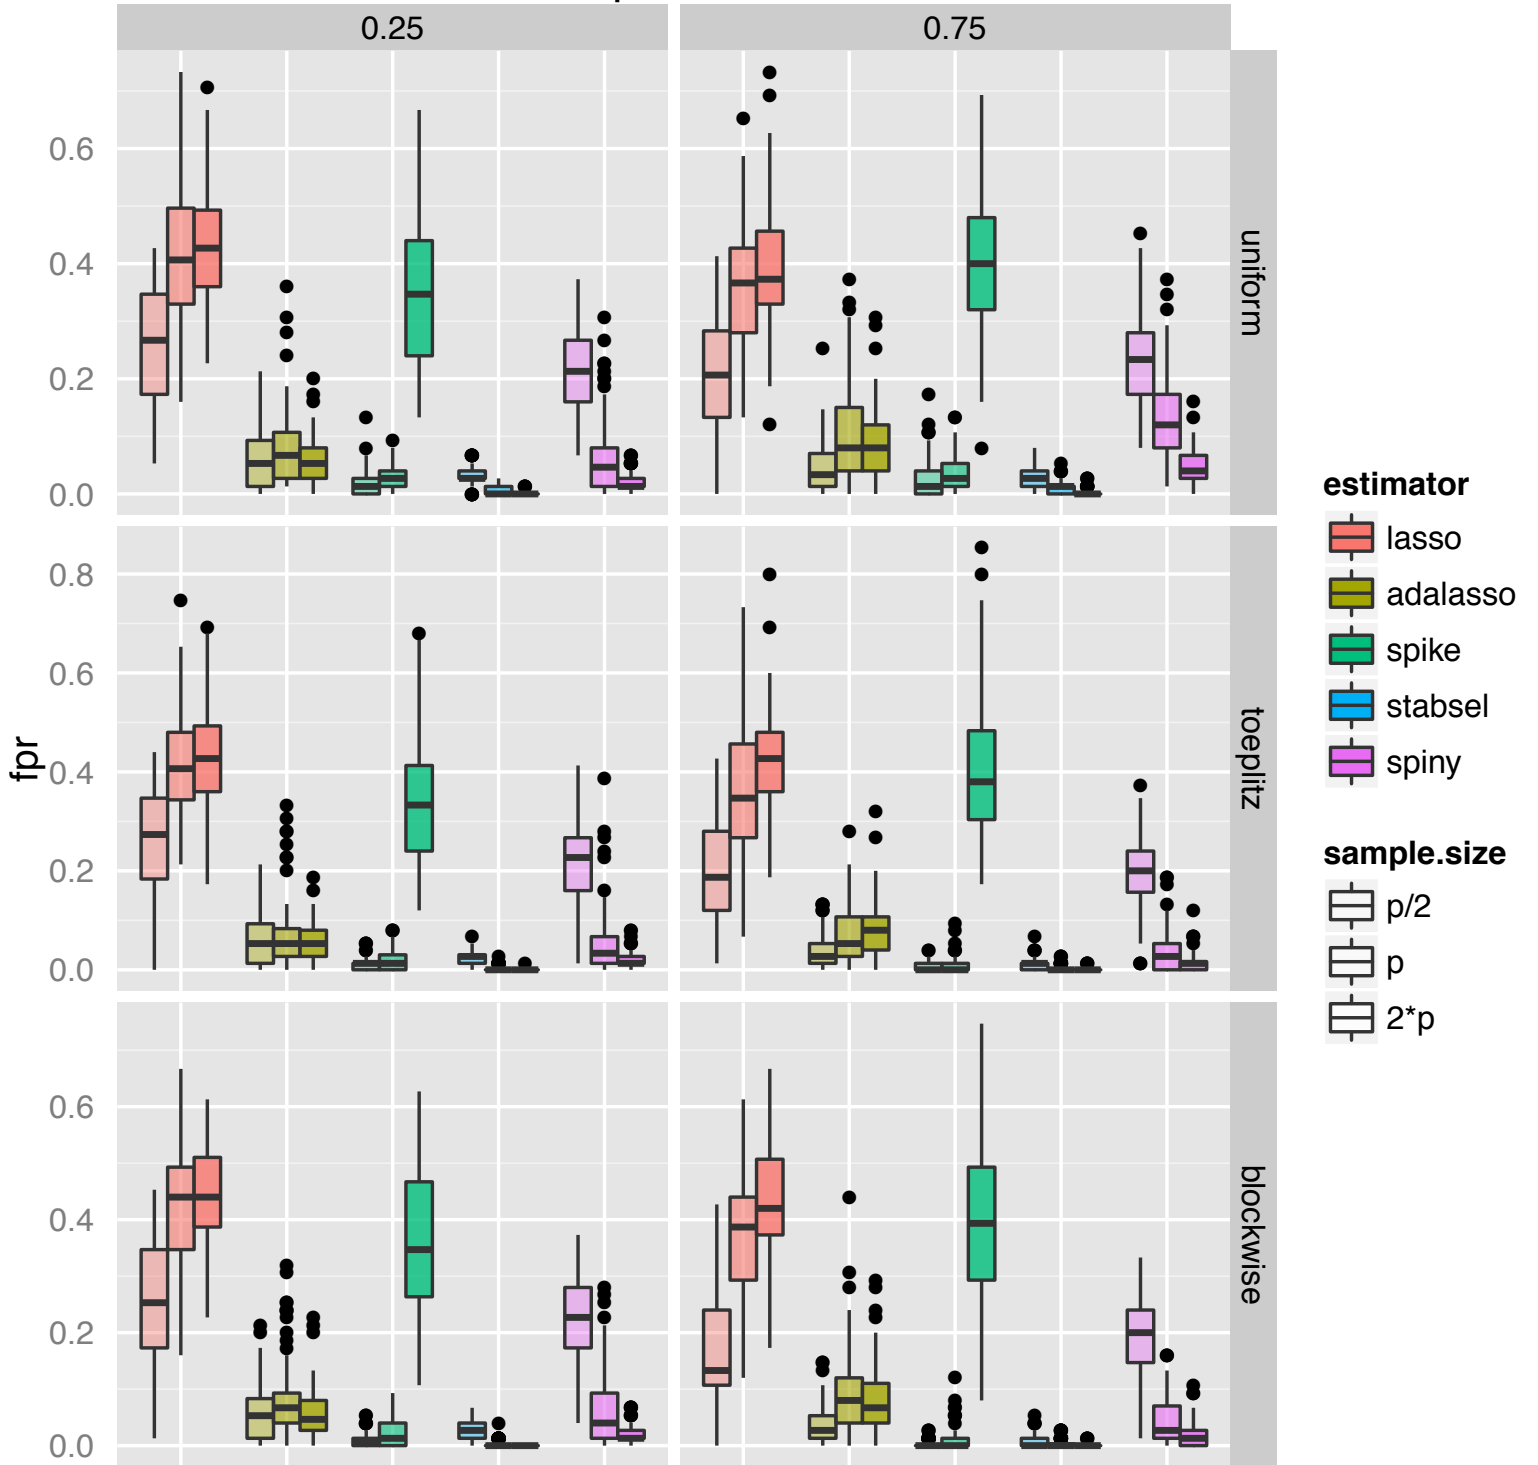 0.25
0.75
0.6
0.4
0.2
0.0
uniform
0.8
0.6
0.4
0.2
0.0
toeplitz
0.6
0.4
0.2
0.0
blockwise
fpr
estimator
lasso
adalasso
spike
stabsel
spiny
sample.size
p/2
p
2*p